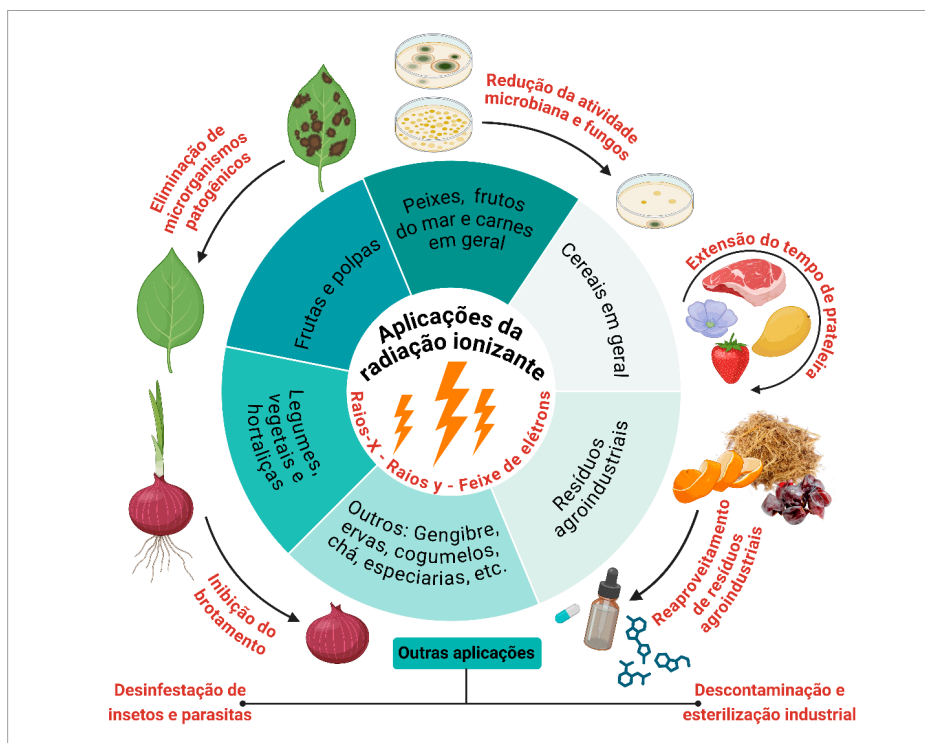 Redução da atividade
microbiana e fungos
Eliminação de
microrganismos
patogênicos
Peixes, frutos
do mar e carnes
em geral
Frutas e polpas
Cereais em geral
Extensão do tempo de prateleira
Aplicações da
radiação ionizante
Raios-X - Raios y - Feixe de elétrons
Legumes,
vegetais e
hortaliças
Resíduos
agroindustriais
Outros: Gengibre,
ervas, cogumelos,
chá, especiarias, etc.
Reaproveitamento
de resíduos
agroindustriais
Inibição do
brotamento
Outras aplicações
Desinfestação de
insetos e parasitas
Descontaminação e
esterilização industrial